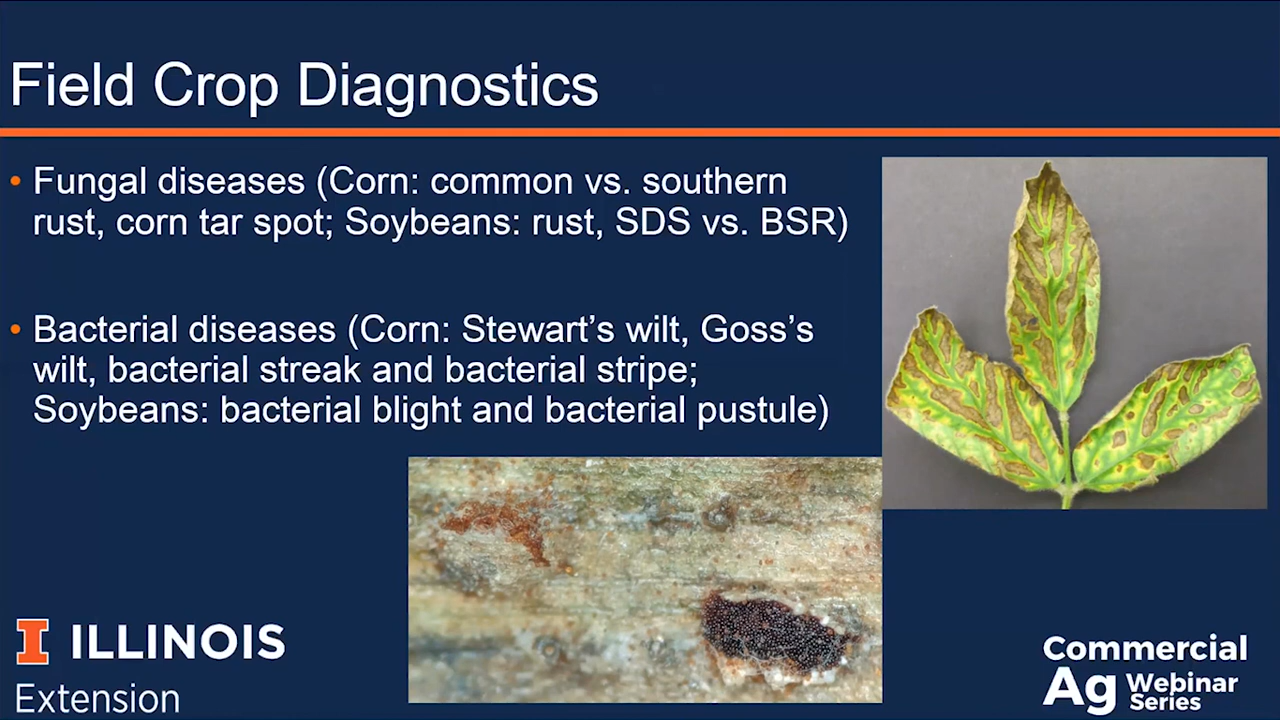 Field Crop Diagnostics
• Fungal diseases (Corn: common vs. southern
rust, corn tar spot; Soybeans: rust, SDS vs. BSR)
• Bacterial diseases (Corn: Stewart’s wilt, Goss’s
wilt, bacterial streak and bacterial stripe;
Soybeans: bacterial blight and bacterial pustule)
I ILLINOIS
Extension
Commercial
Ag Webinar
Series